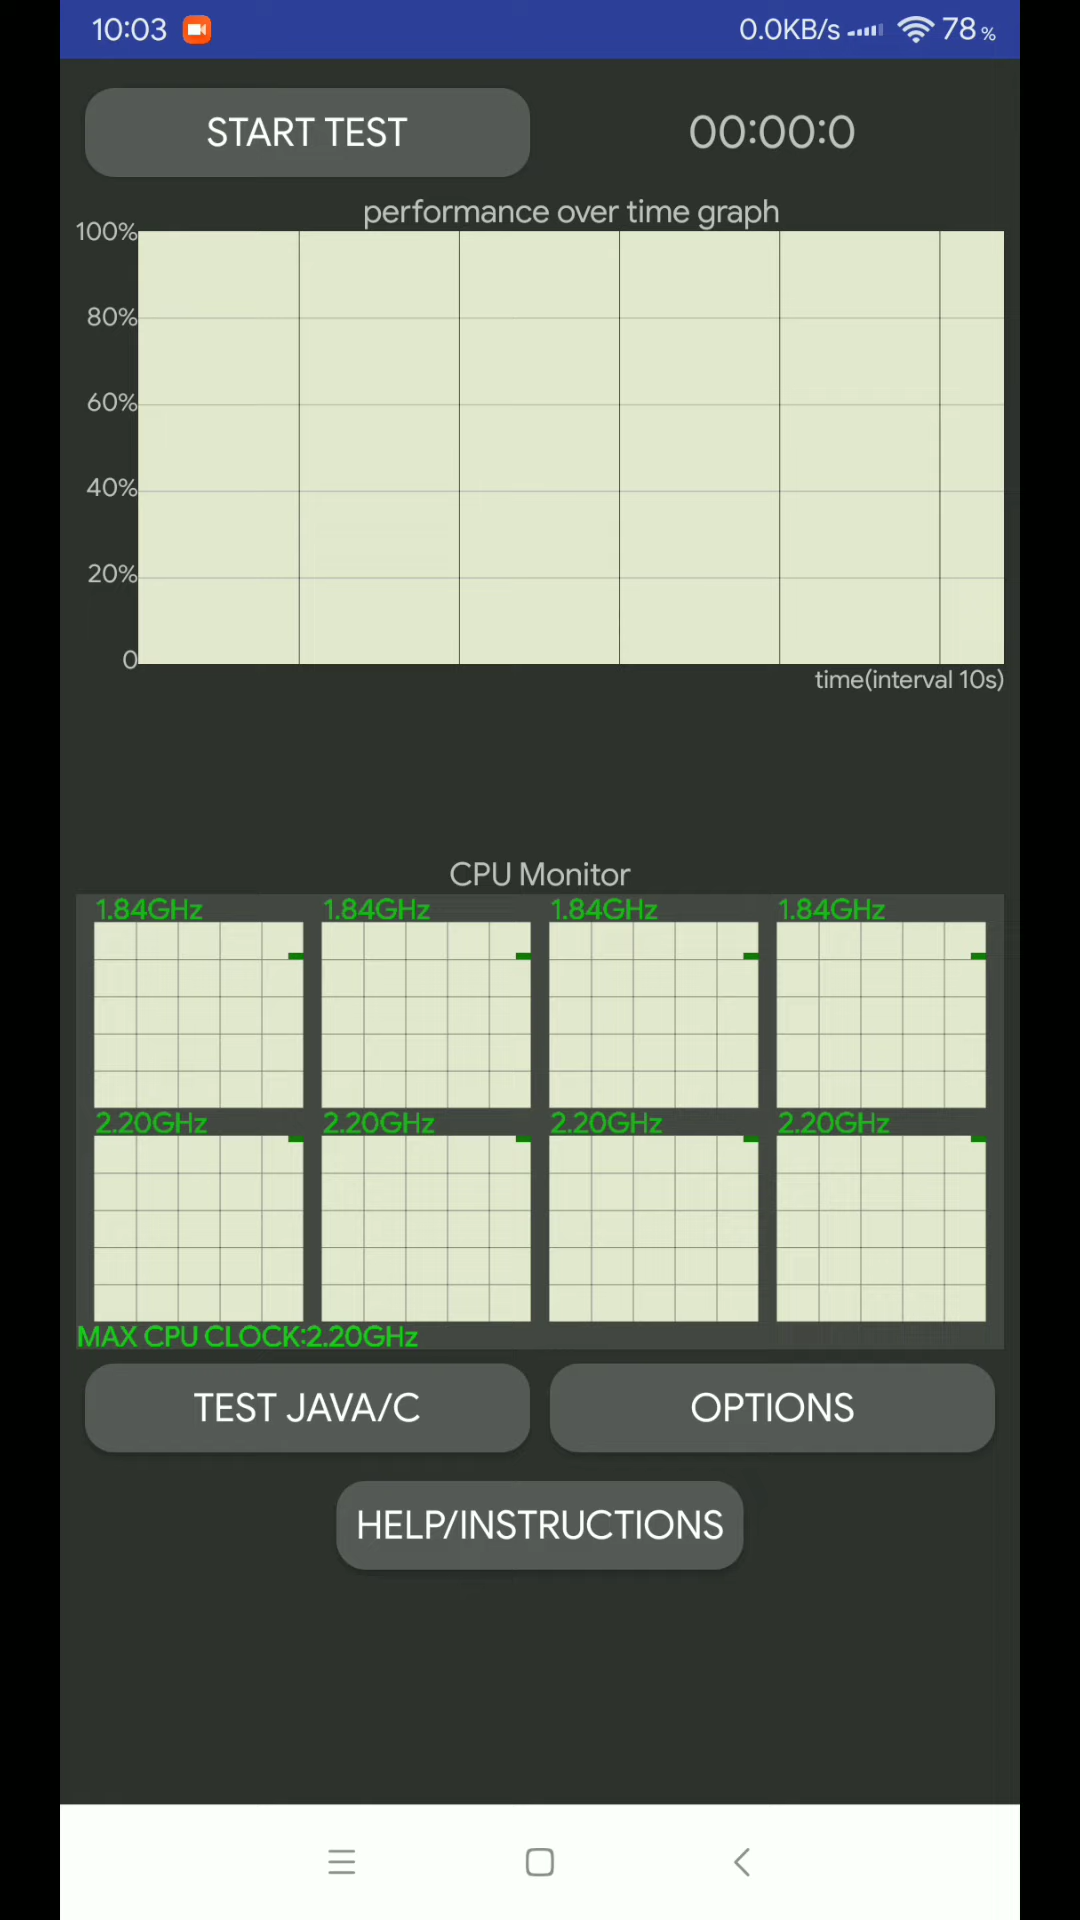 10:03 0.0KB/s 78 %
START TEST 00:00:0
performance over time graph
100%
80%
60%
40%
20%
0
time(interval 10s)
CPU Monitor
1.84GHz 1.84GHz 1.84GHz 1.84GHz
2.20GHz 2.20GHz 2.20GHz 2.20GHz
MAX CPU CLOCK:2.20GHz
TEST JAVA/C OPTIONS
HELP/INSTRUCTIONS